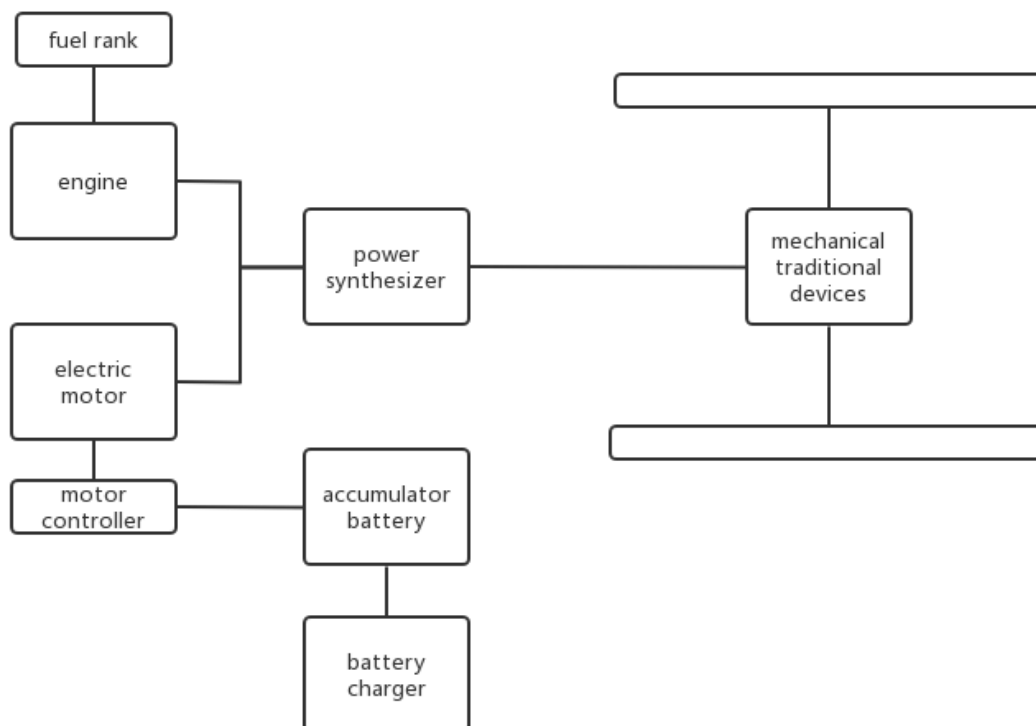 fuel rank
engine
power
synthesizer
mechanical
traditional
devices
electric
motor
motor
controller
accumulator
battery
battery
charger